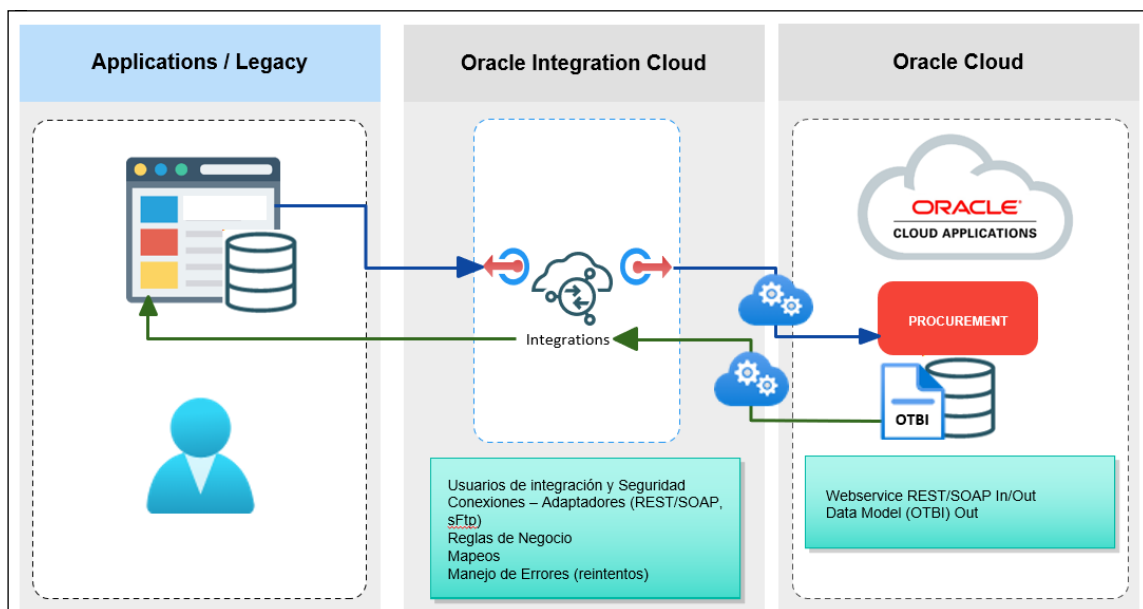 Applications / Legacy
Oracle Integration Cloud
Oracle Cloud
ORACLE
CLOUD APPLICATIONS
PROCUREMENT
Integrations
OTBI
Usuarios de integración y Seguridad
Conexiones – Adaptadores (REST/SOAP,
sFtp)
Reglas de Negocio
Mapeos
Manejo de Errores (reintentos)
Webservice REST/SOAP In/Out
Data Model (OTBI) Out